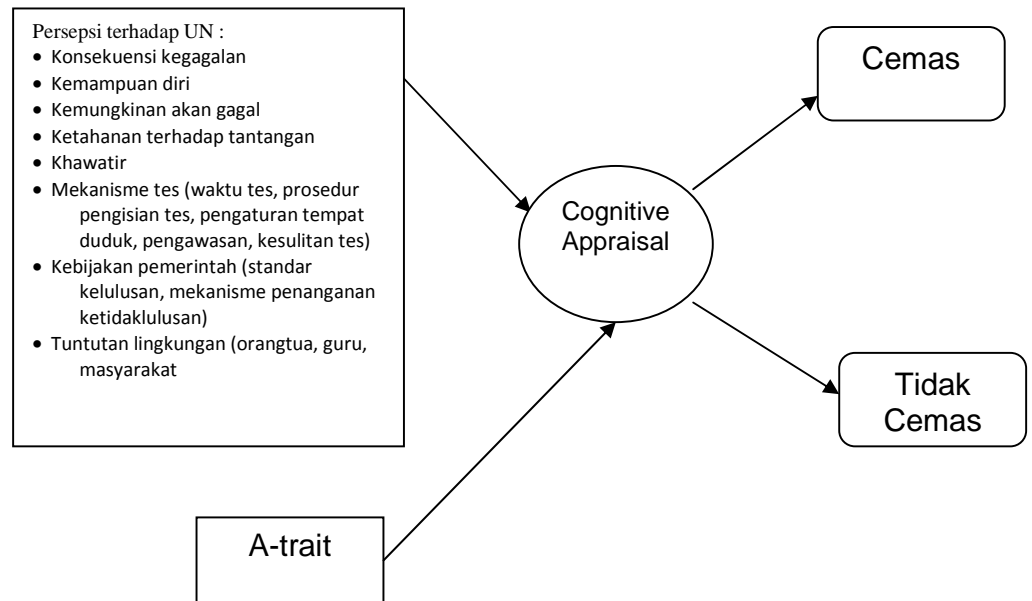 Persepsi terhadap UN :
• Konsekuensi kegagalan
• Kemampuan diri
• Kemungkinan akan gagal
• Ketahanan terhadap tantangan
• Khawatir
• Mekanisme tes (waktu tes, prosedur
pengisian tes, pengaturan tempat
duduk, pengawasan, kesulitan tes)
• Kebijakan pemerintah (standar
kelulusan, mekanisme penanganan
ketidaklulusan)
• Tuntutan lingkungan (orangtua, guru,
masyarakat
Cemas
Cognitive
Appraisal
Tidak
Cemas
A-trait